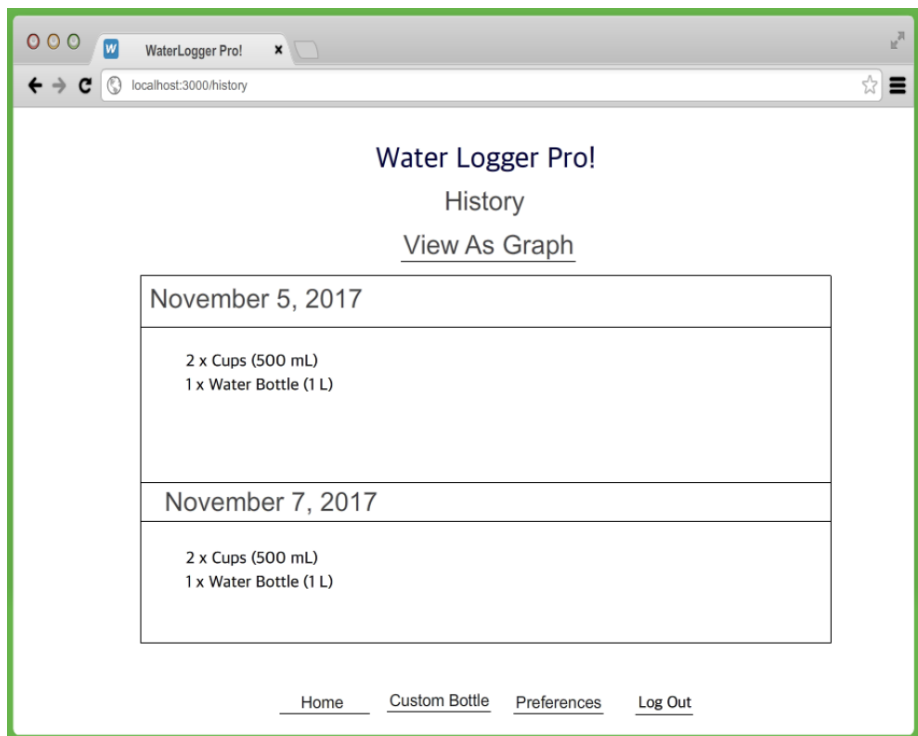 W WaterLogger Pro! x
localhost:3000/history
Water Logger Pro!
History
View As Graph
November 5, 2017
2 x Cups (500 mL)
1 x Water Bottle (1 L)
November 7, 2017
2 x Cups (500 mL)
1 x Water Bottle (1 L)
Home Custom Bottle Preferences Log Out